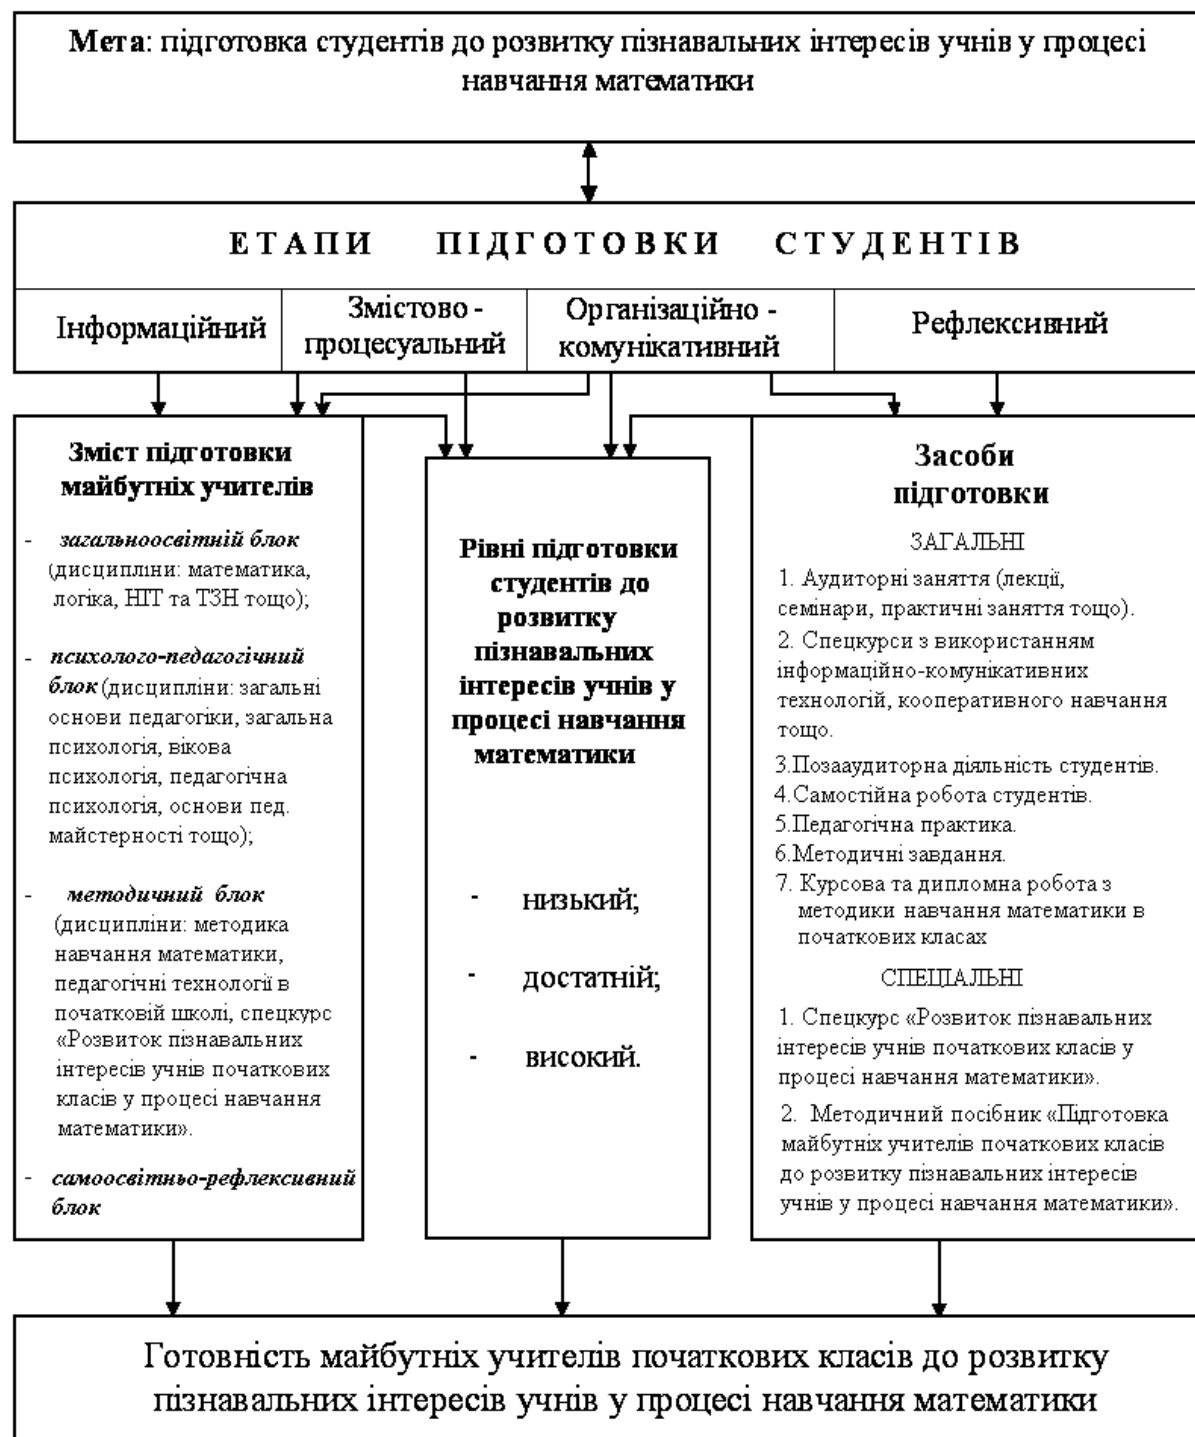 Мета: підготовка студентів до розвитку пізнавальних інтересів учнів у процесі
навчання математики
ЕТАПИ ПІДГОТОВКИ СТУДЕНТІВ
Інформаційний
Змістово -
процесуальний
Організаційно -
комунікативний
Рефлексивний
Зміст підготовки
майбутніх учителів
- загальноосвітній блок
(дисципліни: математика,
логіка, НІТ та ТЗН тощо);
- психолого-педагогічний
блок (дисципліни: загальні
основи педагогіки, загальна
психологія, вікова
психологія, педагогічна
психологія, основи пед.
майстерності тощо);
- методичний блок
(дисципліни: методика
навчання математики,
педагогічні технології в
початковій школі, спецкурс
«Розвиток пізнавальних
інтересів учнів початкових
класів у процесі навчання
математики».
- самоосвітньо-рефлексивний
блок
Рівні підготовки
студентів до
розвитку
пізнавальних
інтересів учнів у
процесі навчання
математики
- низький;
- достатній;
- високий.
Засоби
підготовки
ЗАГАЛЬНІ
1. Аудиторні заняття (лекції,
семінари, практичні заняття тощо).
2. Спецкурси з використанням
інформаційно-комунікативних
технологій, кооперативного навчання
тощо.
3.Позааудиторна діяльність студентів.
4.Самостійна робота студентів.
5.Педагогічна практика.
6.Методичні завдання.
7. Курсова та дипломна робота з
методики навчання математики в
початкових класах
СПЕЦІАЛЬНІ
1. Спецкурс «Розвиток пізнавальних
інтересів учнів початкових класів у
процесі навчання математики».
2. Методичний посібник «Підготовка
майбутніх учителів початкових класів
до розвитку пізнавальних інтересів
учнів у процесі навчання математики».
Готовність майбутніх учителів початкових класів до розвитку
пізнавальних інтересів учнів у процесі навчання математики